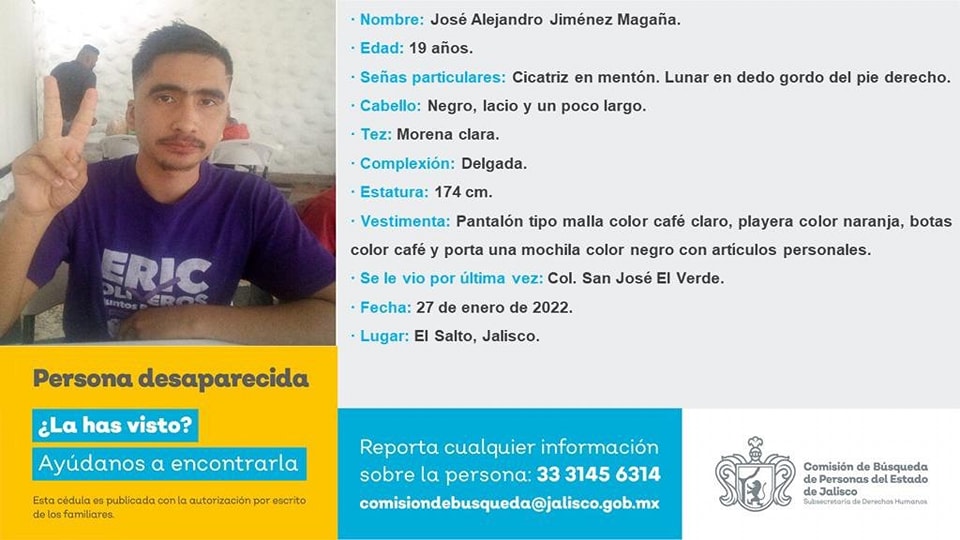 · Nombre: José Alejandro Jiménez Magaña.
· Edad: 19 años.
· Señas particulares: Cicatriz en mentón. Lunar en dedo gordo del pie derecho.
· Cabello: Negro, lacio y un poco largo.
· Tez: Morena clara.
· Complexión: Delgada.
· Estatura: 174 cm.
· Vestimenta: Pantalón tipo malla color café claro, playera color naranja, botas
color café y porta una mochila color negro con artículos personales.
· Se le vio por última vez: Col. San José El Verde.
· Fecha: 27 de enero de 2022.
· Lugar: El Salto, Jalisco.
ERIC
Persona desaparecida
¿La has visto?
Ayúdanos a encontrarla
Esta cédula es publicada con la autorización por escrito
de los familiares.
Reporta cualquier información
sobre la persona: 33 3145 6314
comisiondebusqueda@jalisco.gob.mx
Comisión de Búsqueda
de Personas del Estado
de Jalisco
Subsecretaría de Derechos Humanos